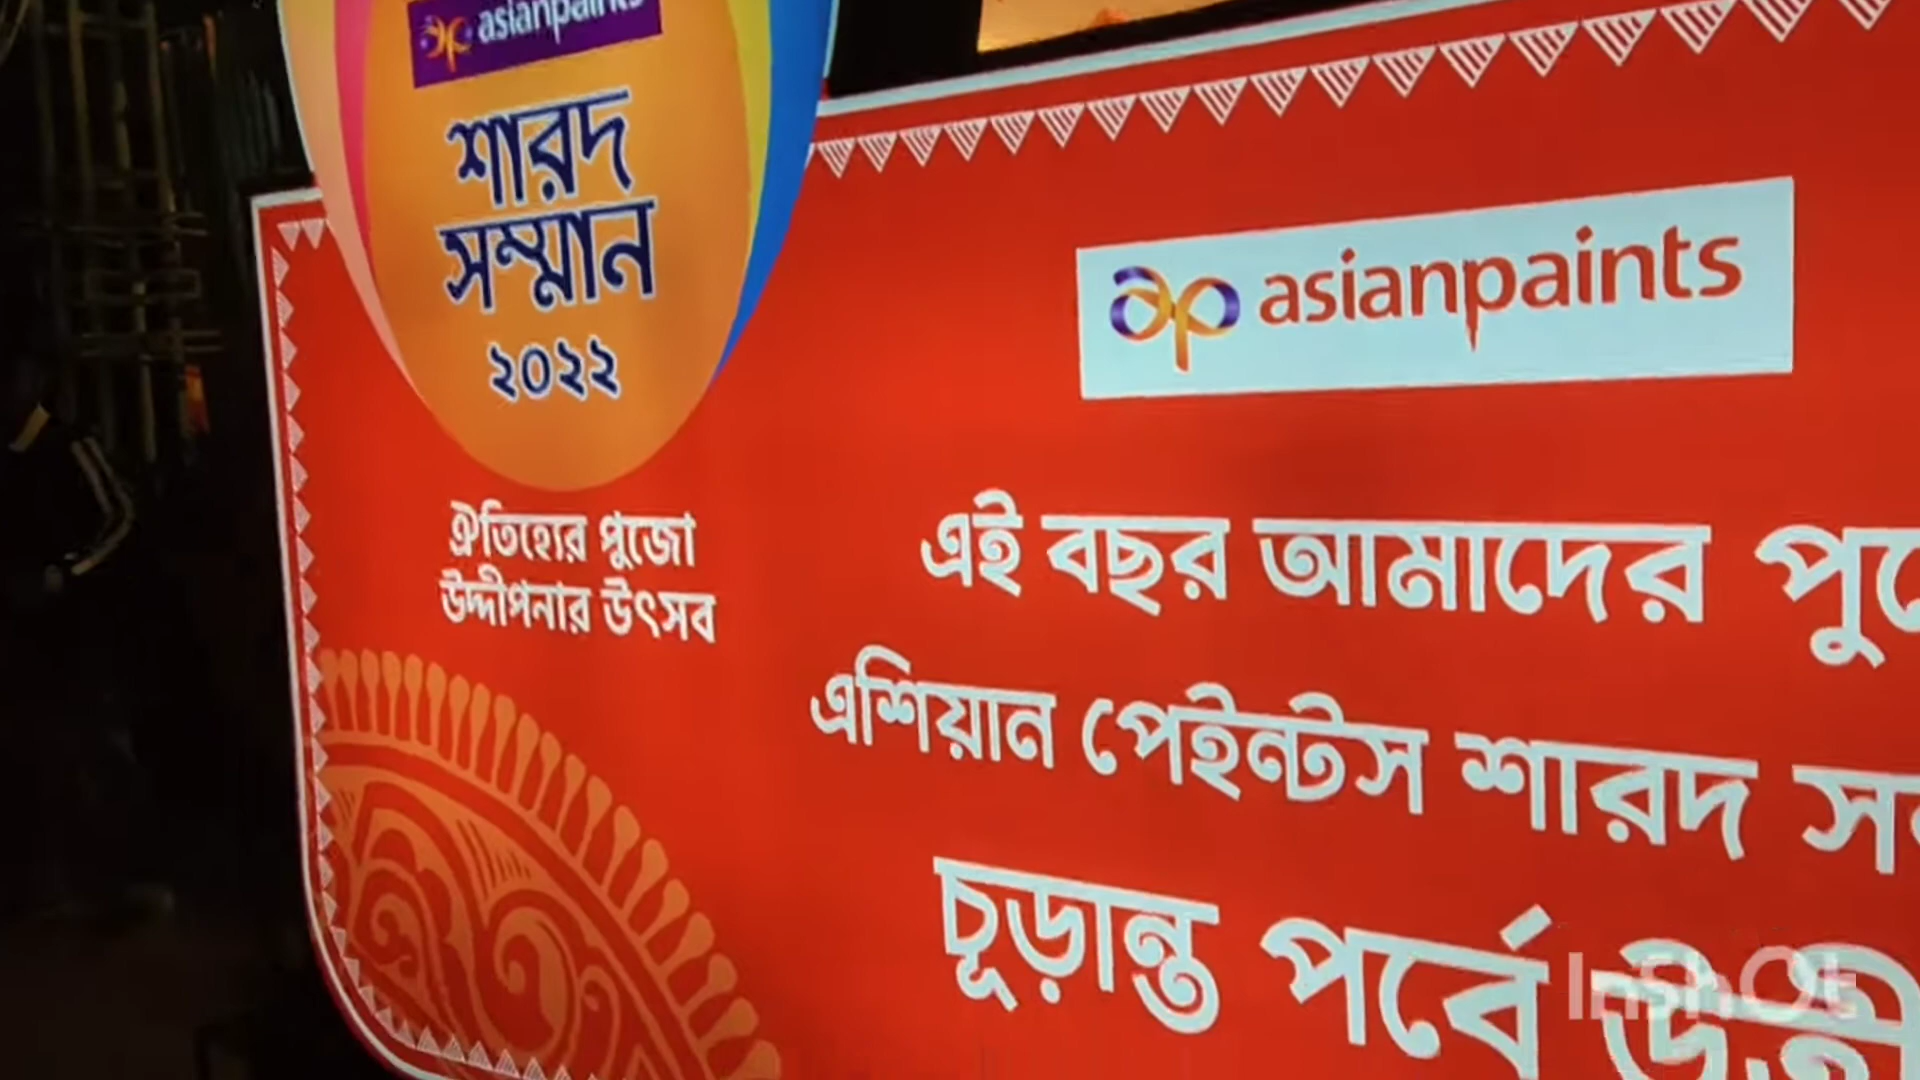 asianpaints
শারদ
সম্মান
২০২২
ঐতিহ্যের পুজো
উদ্দীপনার উৎসব
asianpaints
এই বছর আমাদের
এশিয়ান পেইন্টস শারদ
চূড়ান্ত পর্বে
InShOt